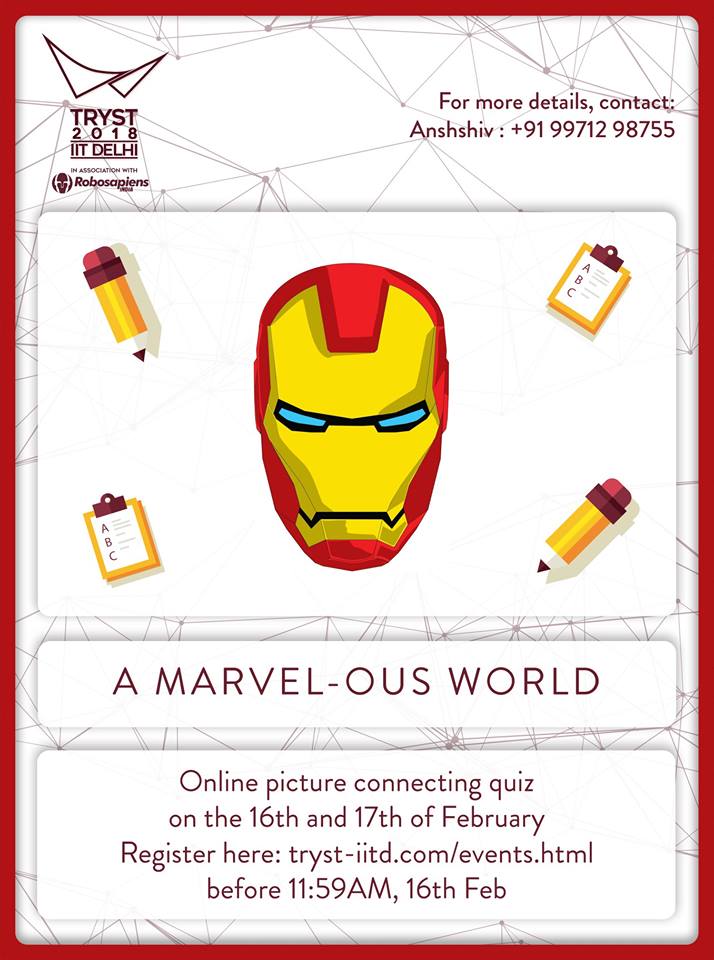 TRYST
2018
IIT DELHI
IN ASSOCIATION WITH
Robosapiens
INDIA
For more details, contact:
Anshshiv : +91 99712 98755
A
B
C
A
B
C
A MARVEL-OUS WORLD
Online picture connecting quiz
on the 16th and 17th of February
Register here: tryst-iitd.com/events.html
before 11:59AM, 16th Feb